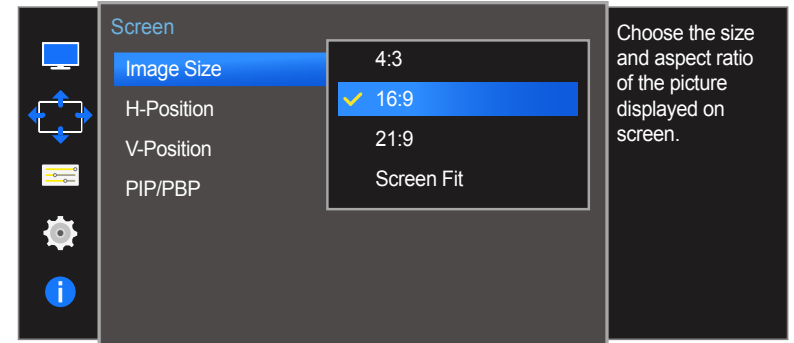 Screen
Image Size
H-Position
V-Position
PIP/PBP
4:3
16:9
21:9
Screen Fit
Choose the size
and aspect ratio
of the picture
displayed on
screen.